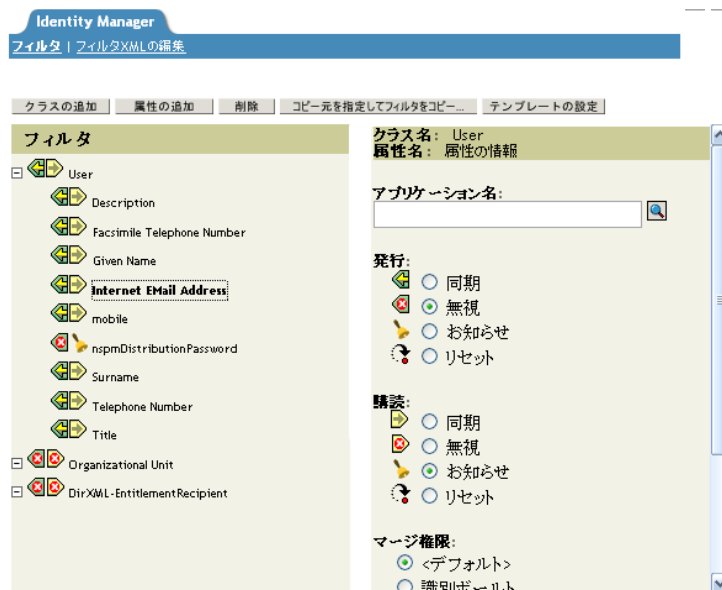 Identity Manager
フィルタ | フィルタXMLの編集
クラスの追加 属性の追加 削除 コピー元を指定してフィルタをコピー... テンプレートの設定
フィルタ
User
Description
Facsimile Telephone Number
Given Name
Internet EMail Address
mobile
nspmDistributionPassword
Surname
Telephone Number
Title
Organizational Unit
DirXML-EntitlementRecipient
クラス名: User
属性名: 属性の情報
アプリケーション名:
発行:
同期
無視
お知らせ
リセット
購読:
同期
無視
お知らせ
リセット
マージ権限:
<デフォルト>
識別ボールト